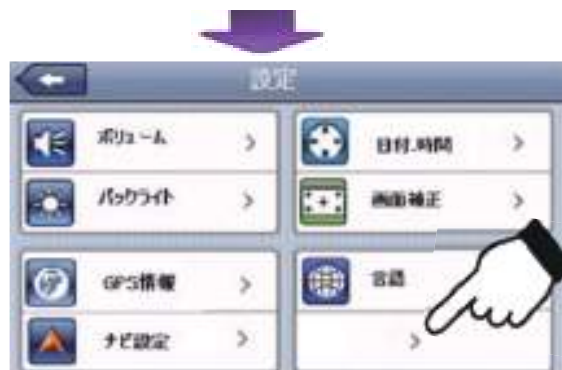 設定
ボリューム
日付.時間
バックライト
画面補正
GPS情報
言語
ナビ設定